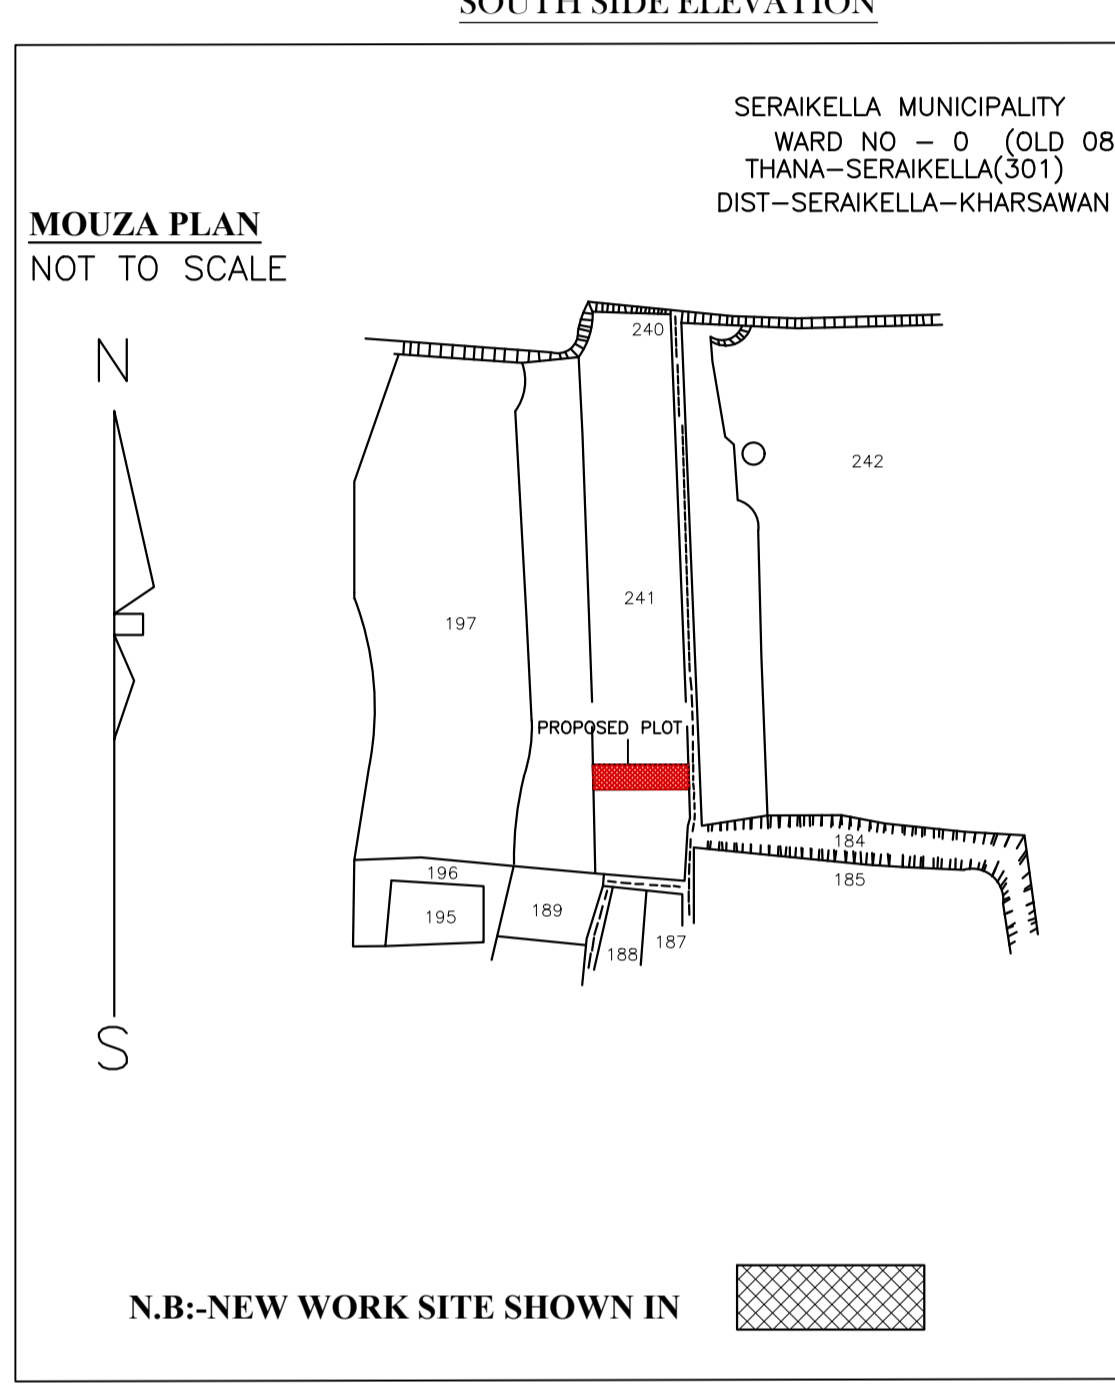 SOUTH SIDE ELEVATION
SERAIKELLA MUNICIPALITY
WARD NO - 0 (OLD 08
THANA-SERAIKELLA(301)
DIST-SERAIKELLA-KHARSAWAN
MOUZA PLAN
NOT TO SCALE
N
240
242
241
197
PROPOSED PLOT
184
196
185
195
189
187
188
S
N.B:-NEW WORK SITE SHOWN IN